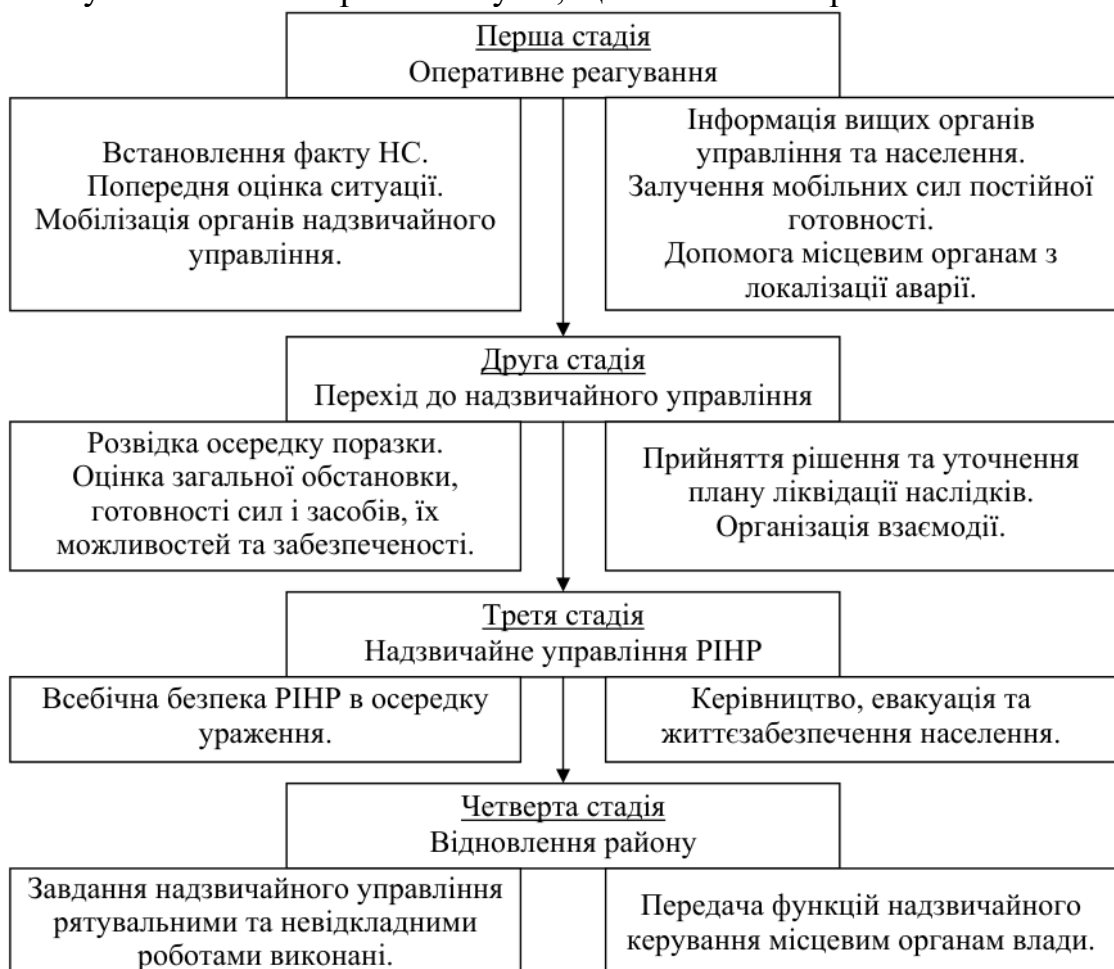 Перша стадія
Оперативне реагування
Встановлення факту НС.
Попередня оцінка ситуації.
Мобілізація органів надзвичайного
управління.
Інформація вищих органів
управління та населення.
Залучення мобільних сил постійної
готовності.
Допомога місцевим органам з
локалізації аварії.
Друга стадія
Перехід до надзвичайного управління
Розвідка осередку поразки.
Оцінка загальної обстановки,
готовності сил і засобів, їх
можливостей та забезпеченості.
Прийняття рішення та уточнення
плану ліквідації наслідків.
Організація взаємодії.
Третя стадія
Надзвичайне управління РІНР
Всебічна безпека РІНР в осередку
ураження.
Керівництво, евакуація та
життєзабезпечення населення.
Четверта стадія
Відновлення району
Завдання надзвичайного управління
рятувальними та невідкладними
роботами виконані.
Передача функцій надзвичайного
керування місцевим органам влади.